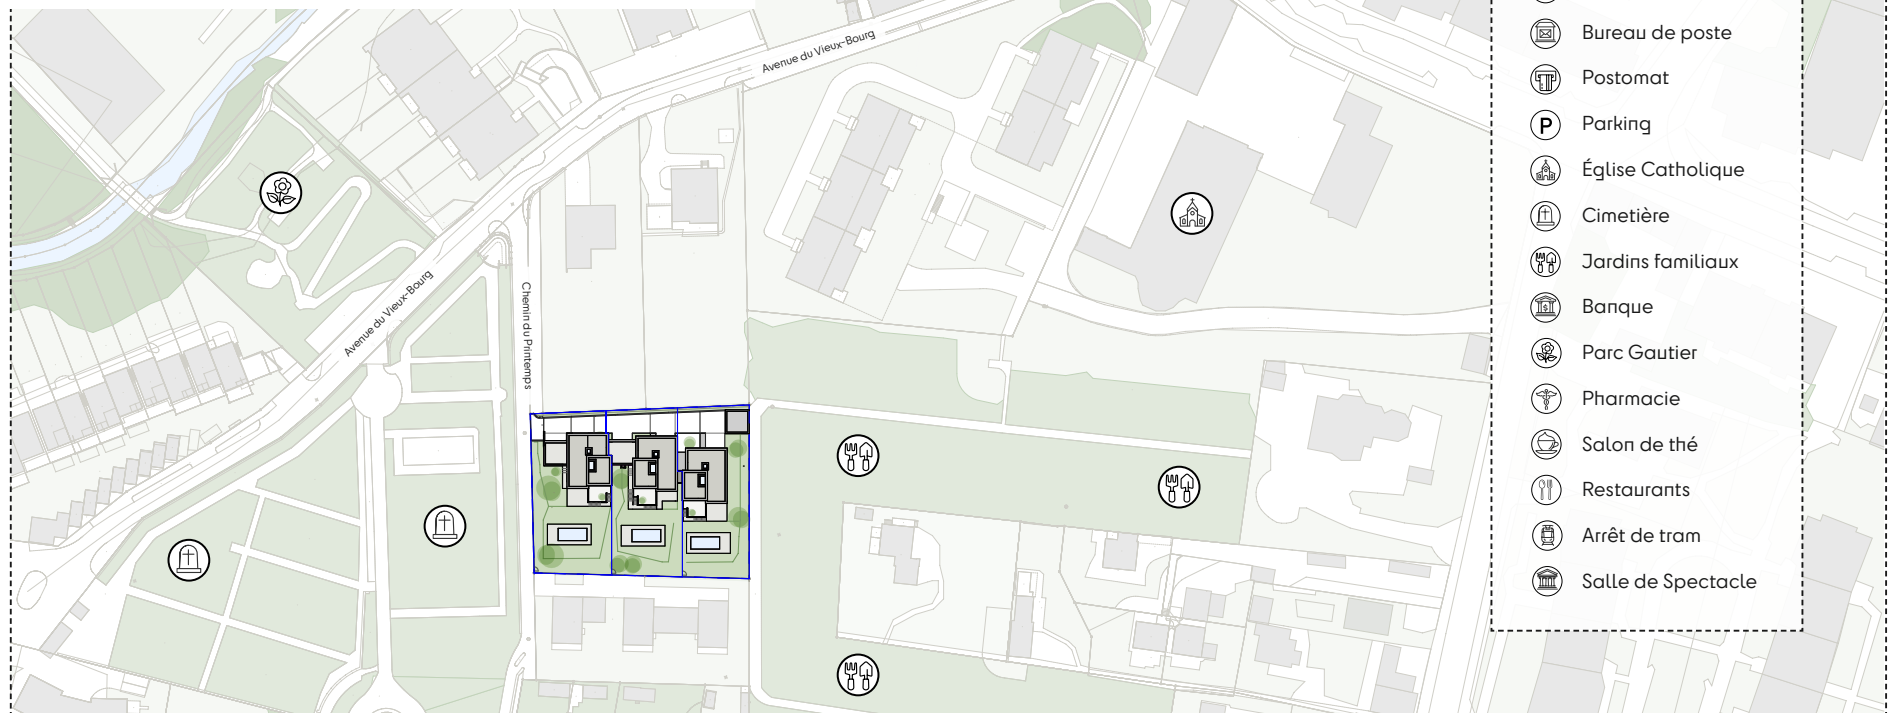 Avenue du Vieux-Bourg
Avenue du Vieux-Bourg
Chemin du Printemps
Bureau de poste
Postomat
P
Parking
Église Catholique
Cimetière
Jardins familiaux
Banque
Parc Gautier
Pharmacie
Salon de thé
Restaurants
Arrêt de tram
Salle de Spectacle